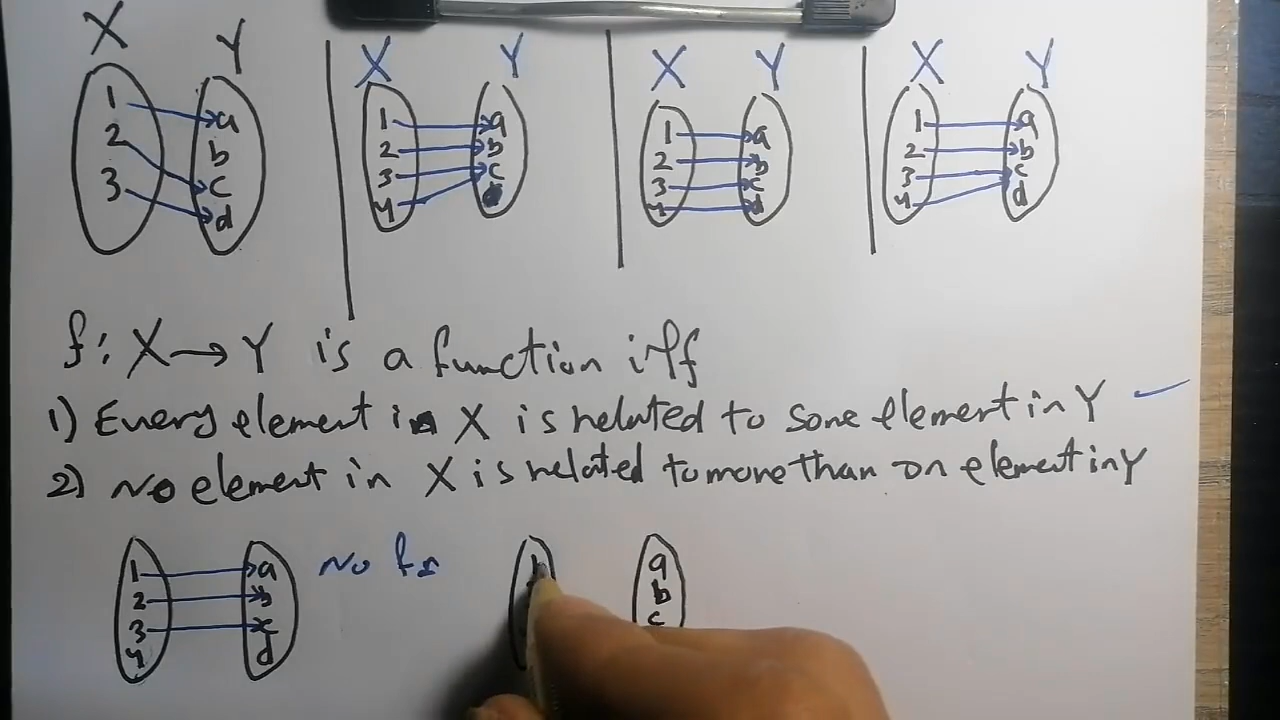 X Y X Y X Y X Y
1 a 1 a 1 a 1 a
2 b 2 b 2 b 2 b
3 c 3 c 3 c 3 c
d 4 4 d 4 d
f: X → Y is a function iff
1) Every element in X is related to some element in Y
2) No element in X is related to more than on element in Y
1 a No fn 1 a
2 b b
3 c c
4 d